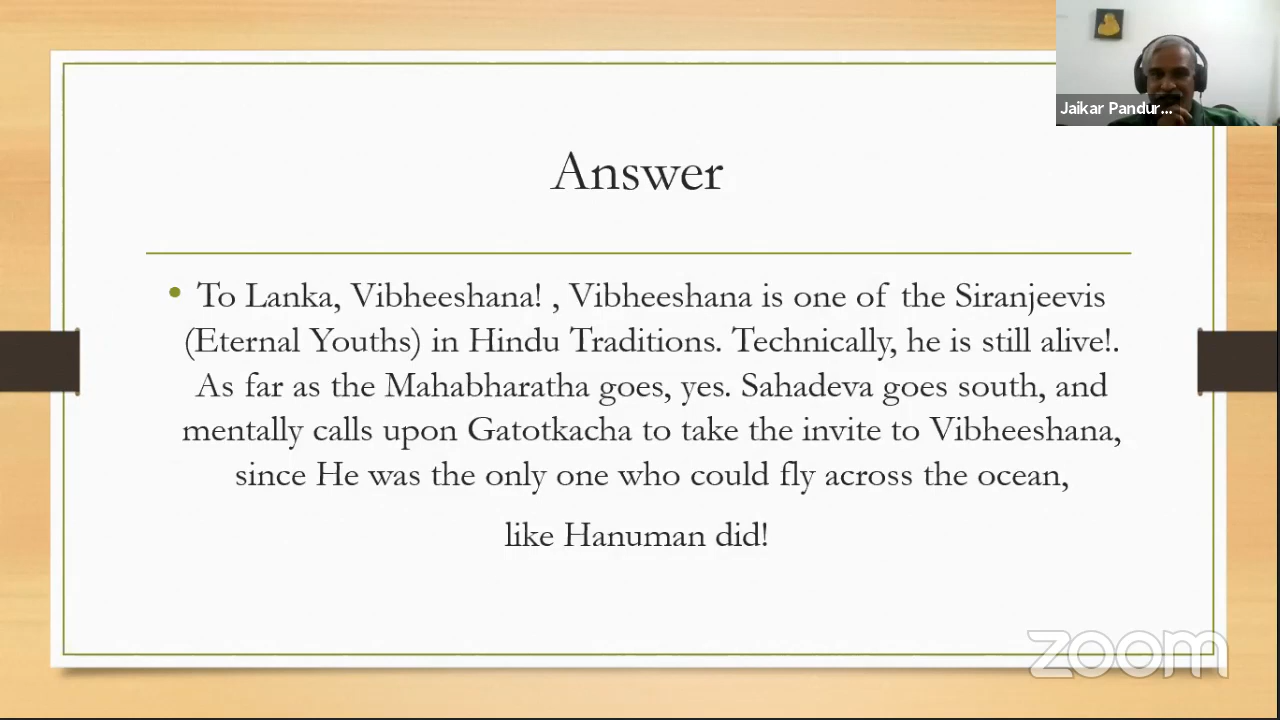 Jaikar Pandur...
Answer
• To Lanka, Vibheeshana! , Vibheeshana is one of the Siranjeevis
(Eternal Youths) in Hindu Traditions. Technically, he is still alive!.
As far as the Mahabharatha goes, yes. Sahadeva goes south, and
mentally calls upon Gatotkacha to take the invite to Vibheeshana,
since He was the only one who could fly across the ocean,
like Hanuman did!
zoom